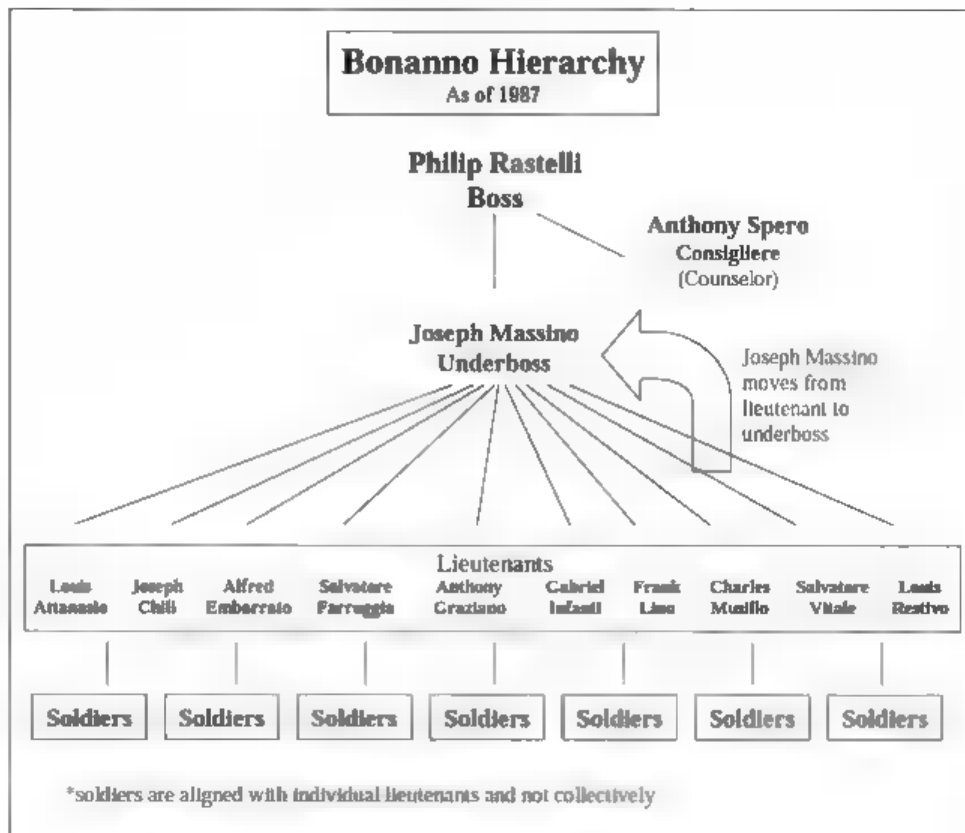 Bonanno Hierarchy
As of 1987
Philip Rastelli
Boss
Anthony Spero
Consigliere
(Counselor)
Joseph Massino
Underboss
Joseph Massino
moves from
lieutenant to
underboss
Lieutenants
Louis Attanasio
Joseph Chili
Alfred Embarrato
Salvatore Farruggia
Anthony Graziano
Gabriel Infanti
Frank Lino
Charles Musillo
Salvatore Vitale
Louis Restivo
Soldiers Soldiers Soldiers Soldiers Soldiers Soldiers Soldiers
*soldiers are aligned with individual lieutenants and not collectively